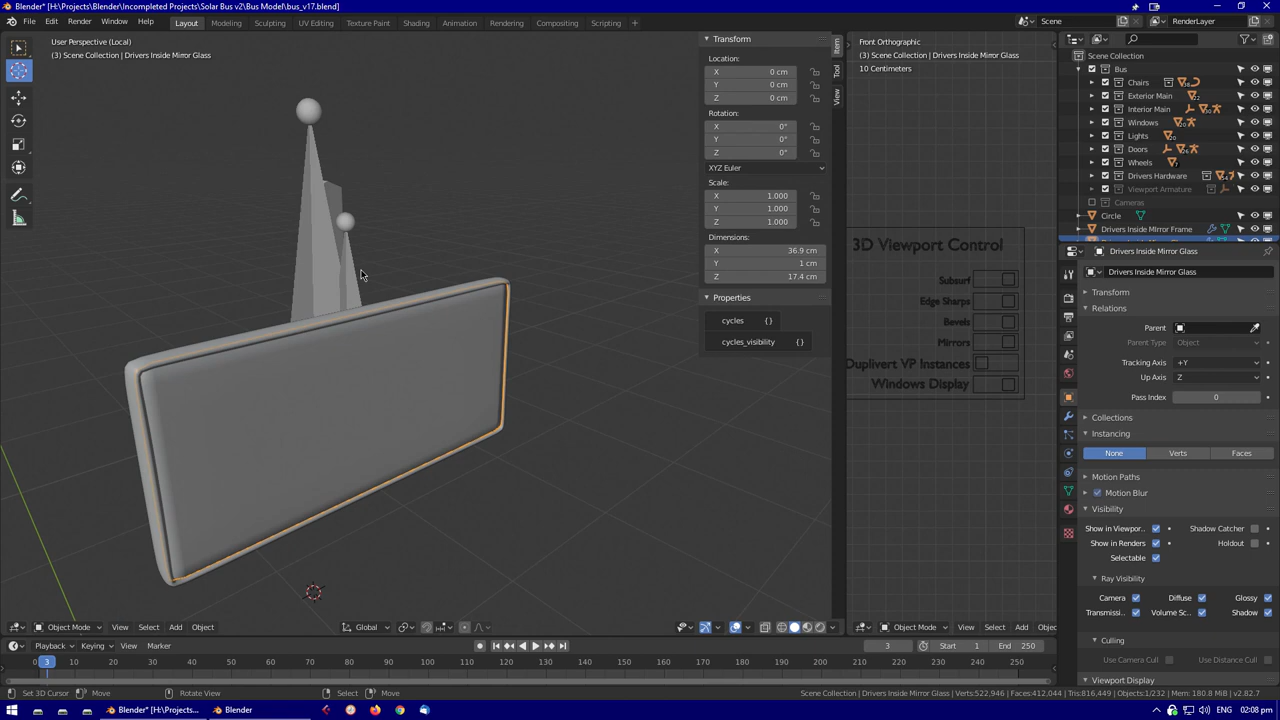 Blender* [H:\Projects\Blender\Incompleted Projects\Solar Bus v2\Bus Model\bus_v17.blend]
File Edit Render Window Help
Layout Modeling Sculpting UV Editing Texture Paint Shading Animation Rendering Compositing Scripting
Scene RenderLayer
User Perspective (Local)
(3) Scene Collection | Drivers Inside Mirror Glass
Transform
Location:
X 0 cm
Y 0 cm
Z 0 cm
Rotation:
X 0°
Y 0°
Z 0°
XYZ Euler
Scale:
X 1.000
Y 1.000
Z 1.000
Dimensions:
X 36.9 cm
Y 1 cm
Z 17.4 cm
Properties
cycles {}
cycles_visibility {}
Item
Tool
View
Front Orthographic
(3) Scene Collection | Drivers Inside Mirror Glass
10 Centimeters
3D Viewport Control
Subsurf
Edge Sharps
Bevels
Mirrors
Duplivert VP Instances
Windows Display
Scene Collection
Bus
Chairs
Exterior Main
Interior Main
Windows
Lights
Doors
Wheels
Drivers Hardware
Viewport Armature
Cameras
Circle
Drivers Inside Mirror Frame
Drivers Inside Mirror Glass
Drivers Inside Mirror Glass
Transform
Relations
Parent
Parent Type Object
Tracking Axis +Y
Up Axis Z
Pass Index 0
Collections
Instancing
None Verts Faces
Motion Paths
Motion Blur
Visibility
Show in Viewpor.. Shadow Catcher
Show in Renders Holdout
Selectable
Ray Visibility
Camera Diffuse Glossy
Transmissi.. Volume Sc.. Shadow
Culling
Use Camera Cull Use Distance Cull
Viewport Display
Object Mode View Select Add Object Global
Object Mode View Select Add Obj
Playback Keying View Marker 3 Start 1 End 250
0 3 10 20 30 40 50 60 70 80 90 100 110 120 130 140 150 160 170 180 190 200 210 220 230 240 250
Set 3D Cursor Move Rotate View Select Move
Scene Collection | Drivers Inside Mirror Glass | Verts:522,946 | Faces:412,044 | Tris:816,449 | Objects:1/232 | Mem: 180.8 MiB | v2.82.7
Blender* [H:\Projects... Blender ENG 02:08 pm